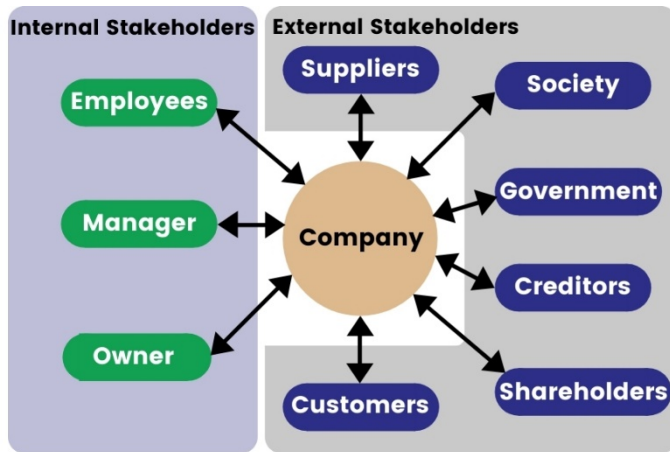 Internal Stakeholders
External Stakeholders
Employees
Manager
Owner
Company
Suppliers
Society
Government
Creditors
Shareholders
Customers